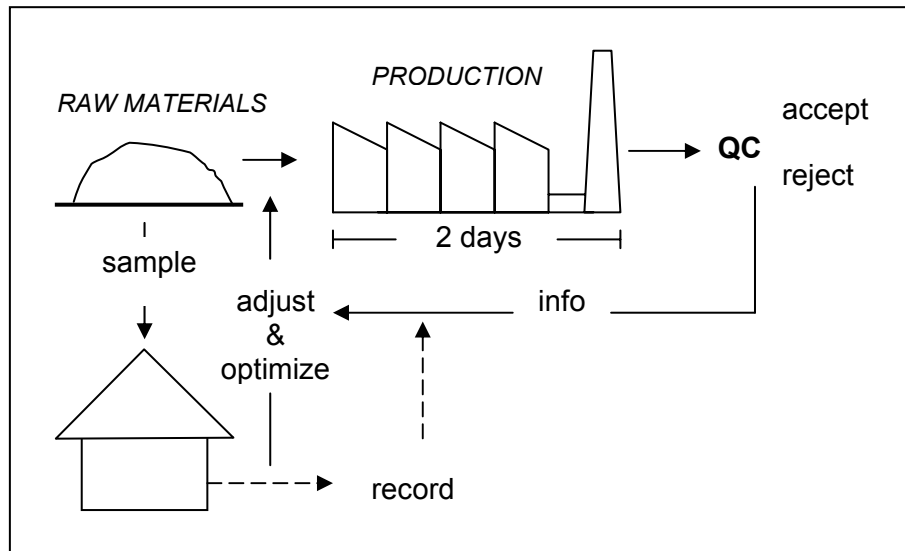 PRODUCTION
RAW MATERIALS
accept
QC
reject
2 days
sample
adjust
&
optimize
info
record